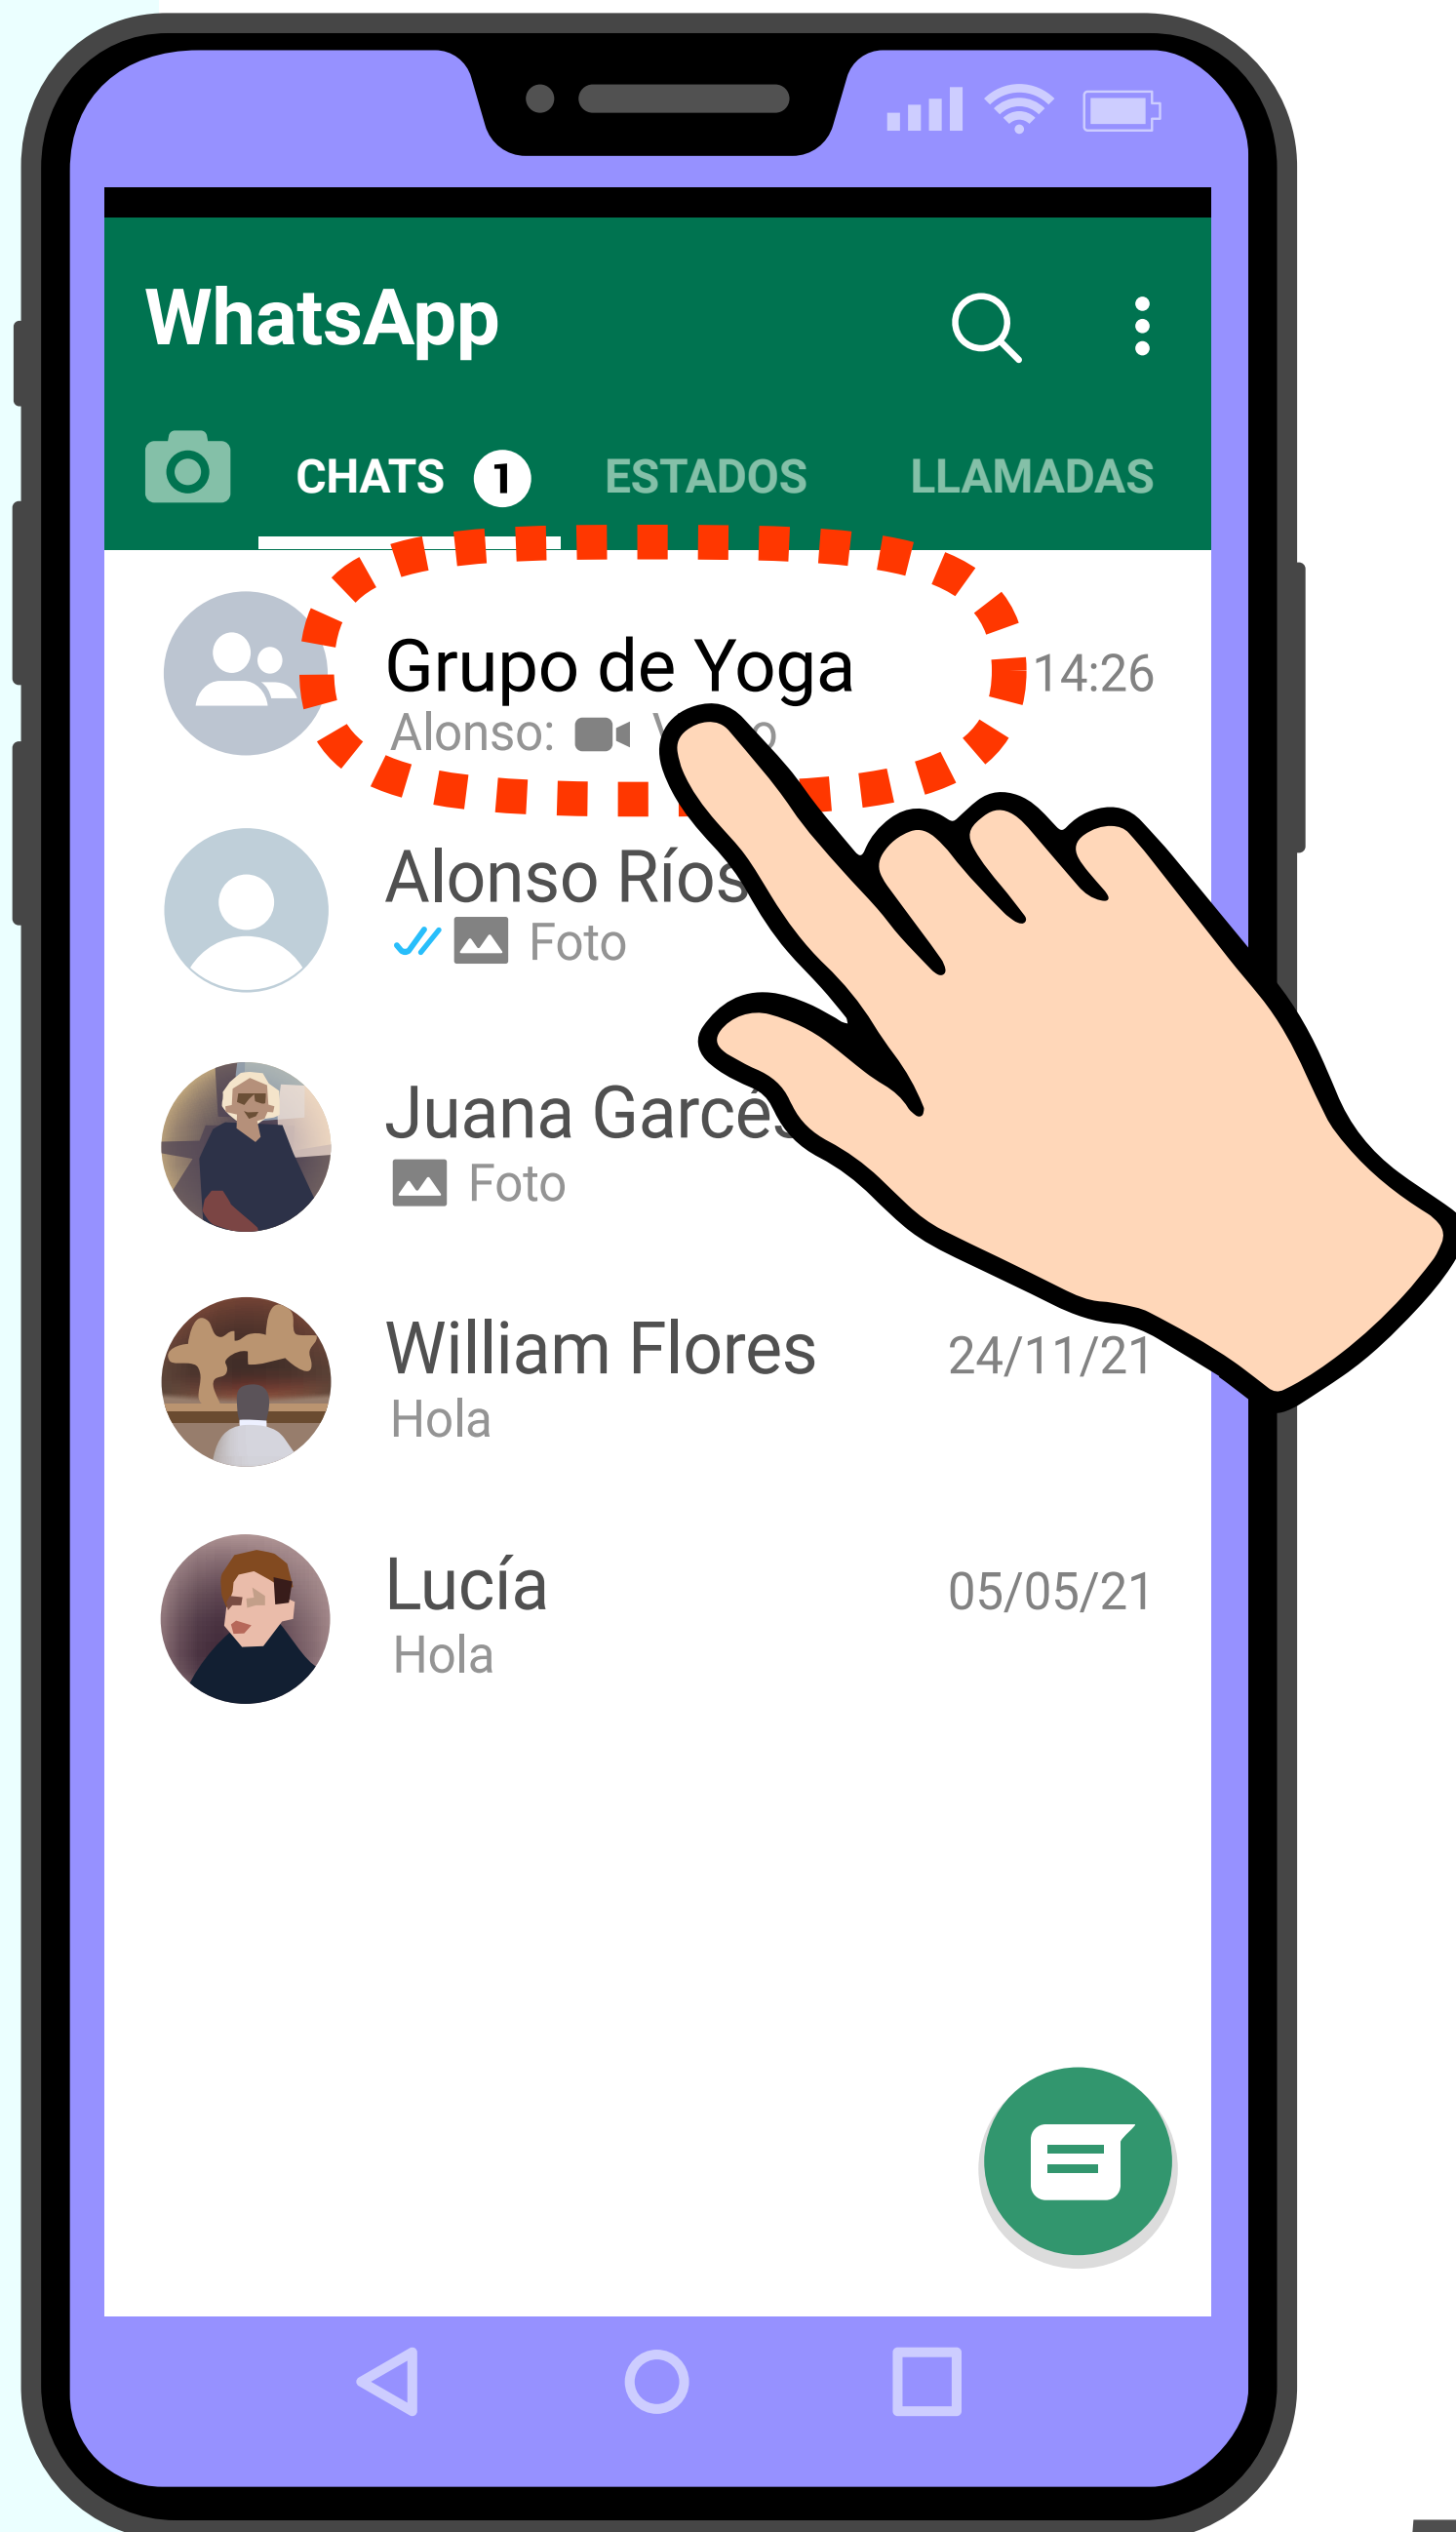 WhatsApp
CHATS 1 ESTADOS LLAMADAS
Grupo de Yoga 14:26
Alonso:
Alonso Ríos
Foto
Juana Garcés
Foto
William Flores 24/11/21
Hola
Lucía 05/05/21
Hola